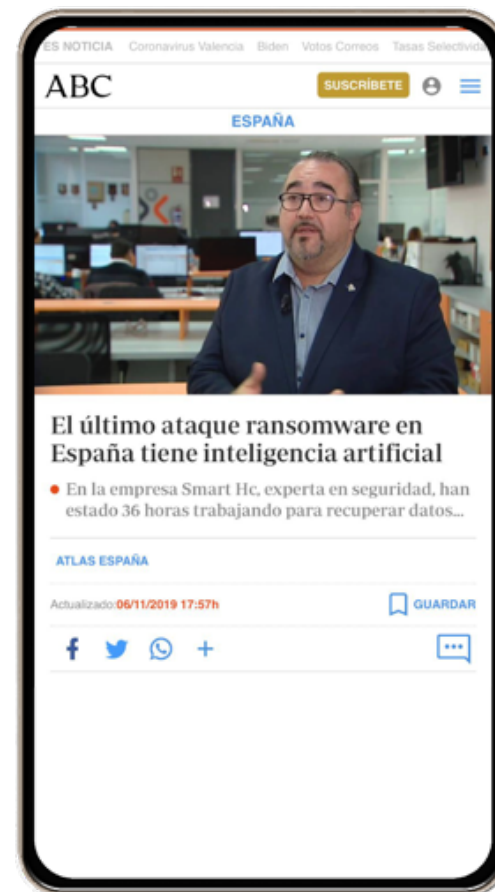 ES NOTICIA Coronavirus Valencia Biden Votos Correos Tasas Selectivida
ABC
SUSCRÍBETE
ESPAÑA
El último ataque ransomware en
España tiene inteligencia artificial
En la empresa Smart Hc, experta en seguridad, han
estado 36 horas trabajando para recuperar datos...
ATLAS ESPAÑA
Actualizado:06/11/2019 17:57h
GUARDAR